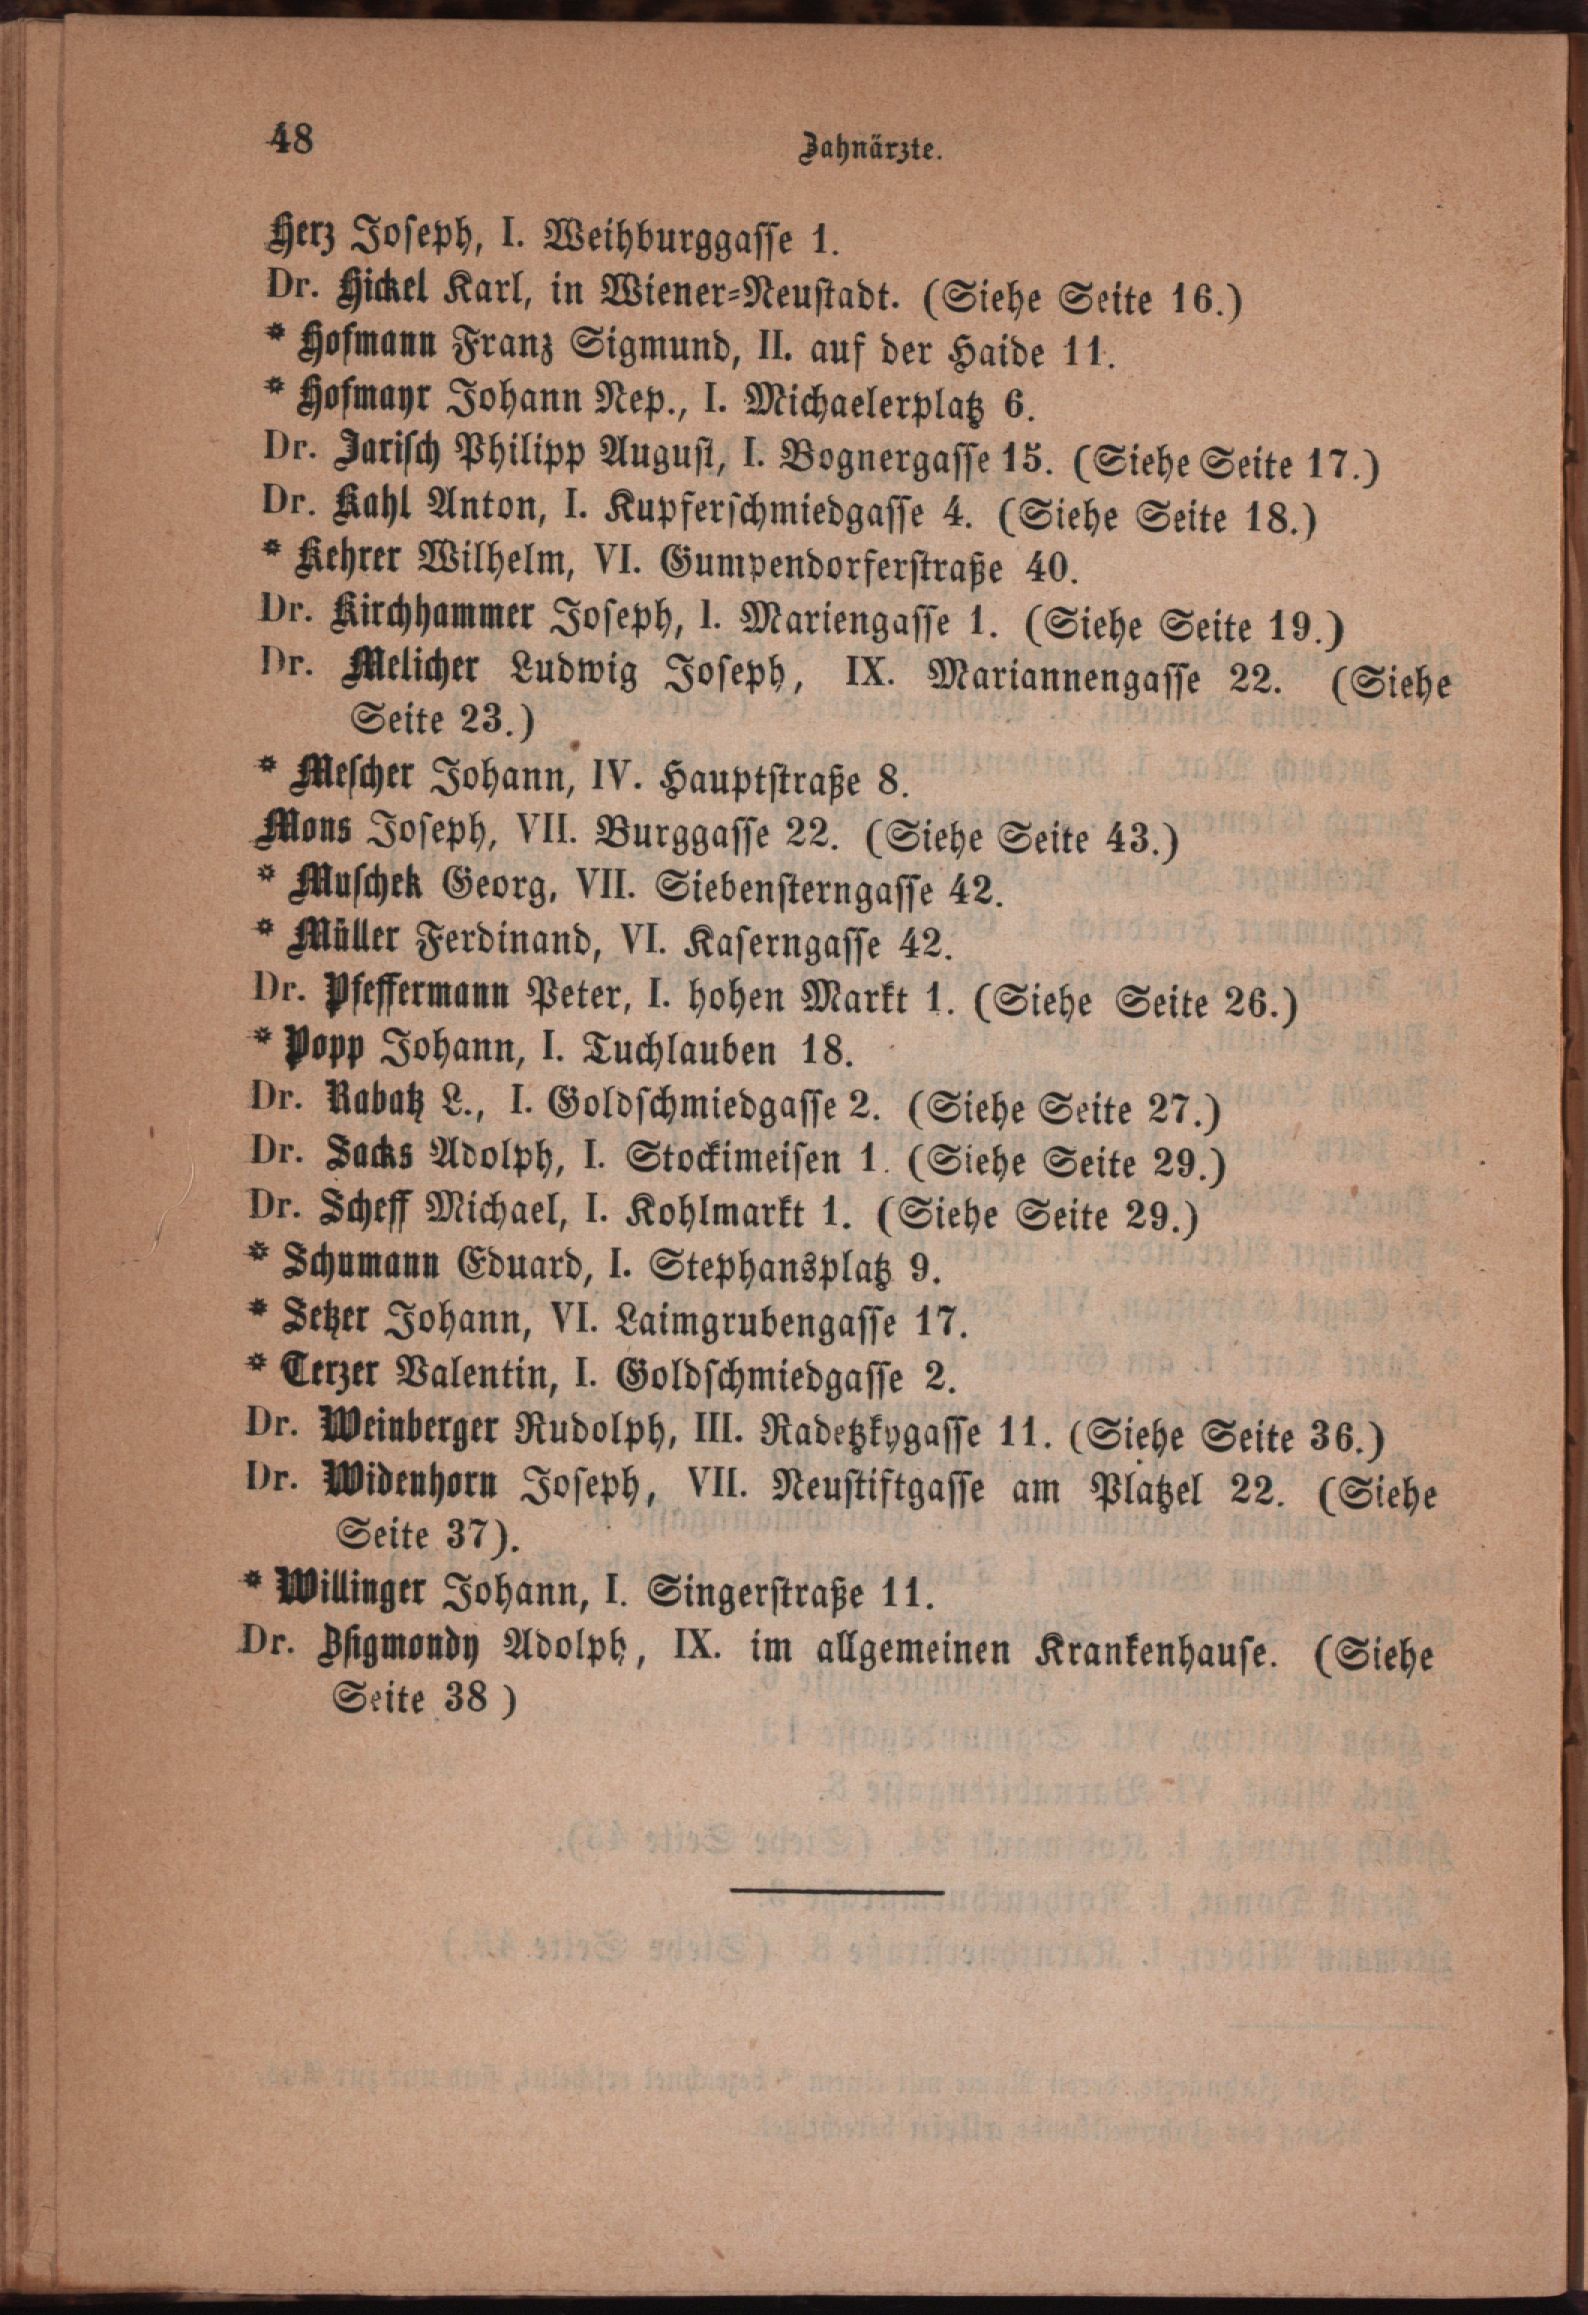 48
Zahnärzte.
Herz Joseph, I. Weihburggasse 1.
Dr. Hickel Karl, in Wiener-Neustadt. (Siehe Seite 16.)
* Hofmann Franz Sigmund, II. auf der Haide 11.
* Hofmayr Johann Nep., I. Michaelerplatz 6.
Dr. Jarisch Philipp August, I. Bognergasse 15. (Siehe Seite 17.)
Dr. Kahl Anton, I. Kupferschmiedgasse 4. (Siehe Seite 18.)
* Kehrer Wilhelm, VI. Gumpendorferstraße 40.
Dr. Kirchhammer Joseph, I. Mariengasse 1. (Siehe Seite 19.)
Dr. Melicher Ludwig Joseph, IX. Mariannengasse 22. (Siehe
Seite 23.)
* Mescher Johann, IV. Hauptstraße 8.
Mons Joseph, VII. Burggasse 22. (Siehe Seite 43.)
* Muschek Georg, VII. Siebensterngasse 42.
* Müller Ferdinand, VI. Kaserngasse 42.
Dr. Pfeffermann Peter, I. hohen Markt 1. (Siehe Seite 26.)
* Popp Johann, I. Tuchlauben 18.
Dr. Rabatz L., I. Goldschmiedgasse 2. (Siehe Seite 27.)
Dr. Sacks Adolph, I. Stockimeisen 1. (Siehe Seite 29.)
Dr. Scheff Michael, I. Kohlmarkt 1. (Siehe Seite 29.)
* Schumann Eduard, I. Stephansplatz 9.
* Setzer Johann, VI. Laimgrubengasse 17.
* Terzer Valentin, I. Goldschmiedgasse 2.
Dr. Weinberger Rudolph, III. Radetzkygasse 11. (Siehe Seite 36.)
Dr. Widenhorn Joseph, VII. Neustiftgasse am Platzel 22. (Siehe
Seite 37).
* Willinger Johann, I. Singerstraße 11.
Dr. Zsigmondy Adolph, IX. im allgemeinen Krankenhause. (Siehe
Seite 38 )